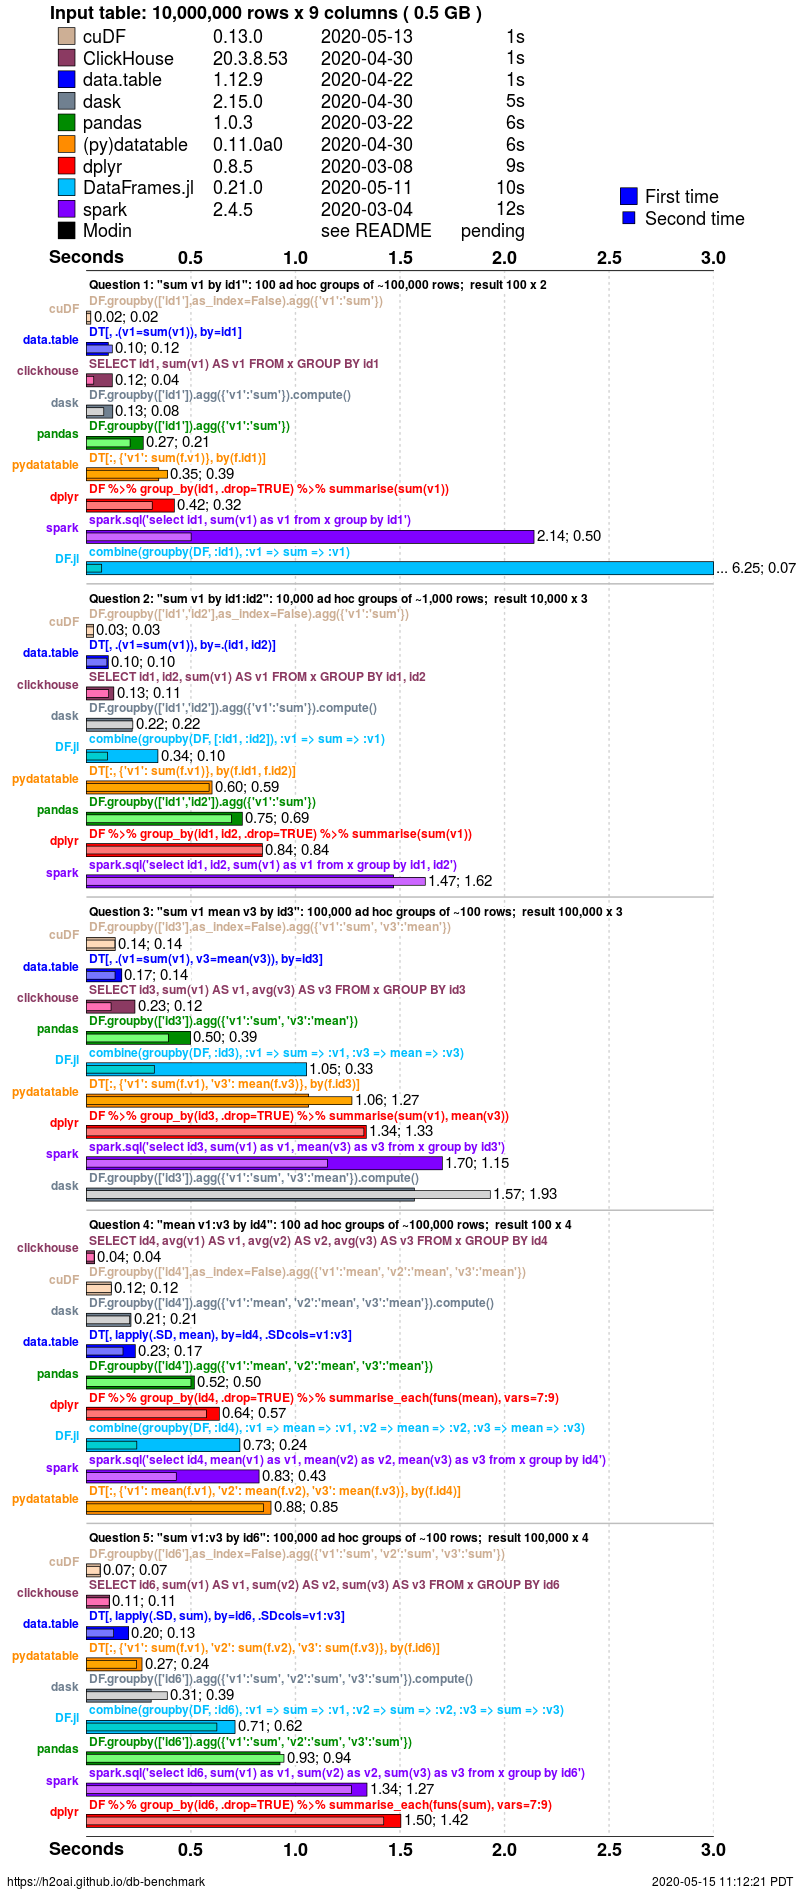 Input table: 10,000,000 rows x 9 columns ( 0.5 GB )
cuDF 0.13.0 2020-05-13 1s
ClickHouse 20.3.8.53 2020-04-30 1s
data.table 1.12.9 2020-04-22 1s
dask 2.15.0 2020-04-30 5s
pandas 1.0.3 2020-03-22 6s
(py)datatable 0.11.0a0 2020-04-30 6s
dplyr 0.8.5 2020-03-08 9s
DataFrames.jl 0.21.0 2020-05-11 10s
spark 2.4.5 2020-03-04 12s
Modin see README pending
First time
Second time
Seconds 0.5 1.0 1.5 2.0 2.5 3.0
Question 1: "sum v1 by id1": 100 ad hoc groups of ~100,000 rows;  result 100 x 2
DF.groupby(['id1'],as_index=False).agg({'v1':'sum'})
cuDF 0.02; 0.02
DT[, .(v1=sum(v1)), by=id1]
data.table 0.10; 0.12
SELECT id1, sum(v1) AS v1 FROM x GROUP BY id1
clickhouse 0.12; 0.04
DF.groupby(['id1']).agg({'v1':'sum'}).compute()
dask 0.13; 0.08
DF.groupby(['id1']).agg({'v1':'sum'})
pandas 0.27; 0.21
DT[:, {'v1': sum(f.v1)}, by(f.id1)]
pydatatable 0.35; 0.39
DF %>% group_by(id1, .drop=TRUE) %>% summarise(sum(v1))
dplyr 0.42; 0.32
spark.sql('select id1, sum(v1) as v1 from x group by id1')
spark 2.14; 0.50
combine(groupby(DF, :id1), :v1 => sum => :v1)
DF.jl ... 6.25; 0.07
Question 2: "sum v1 by id1:id2": 10,000 ad hoc groups of ~1,000 rows;  result 10,000 x 3
DF.groupby(['id1','id2'],as_index=False).agg({'v1':'sum'})
cuDF 0.03; 0.03
DT[, .(v1=sum(v1)), by=.(id1, id2)]
data.table 0.10; 0.10
SELECT id1, id2, sum(v1) AS v1 FROM x GROUP BY id1, id2
clickhouse 0.13; 0.11
DF.groupby(['id1','id2']).agg({'v1':'sum'}).compute()
dask 0.22; 0.22
combine(groupby(DF, [:id1, :id2]), :v1 => sum => :v1)
DF.jl 0.34; 0.10
DT[:, {'v1': sum(f.v1)}, by(f.id1, f.id2)]
pydatatable 0.60; 0.59
DF.groupby(['id1','id2']).agg({'v1':'sum'})
pandas 0.75; 0.69
DF %>% group_by(id1, id2, .drop=TRUE) %>% summarise(sum(v1))
dplyr 0.84; 0.84
spark.sql('select id1, id2, sum(v1) as v1 from x group by id1, id2')
spark 1.47; 1.62
Question 3: "sum v1 mean v3 by id3": 100,000 ad hoc groups of ~100 rows;  result 100,000 x 3
DF.groupby(['id3'],as_index=False).agg({'v1':'sum', 'v3':'mean'})
cuDF 0.14; 0.14
DT[, .(v1=sum(v1), v3=mean(v3)), by=id3]
data.table 0.17; 0.14
SELECT id3, sum(v1) AS v1, avg(v3) AS v3 FROM x GROUP BY id3
clickhouse 0.23; 0.12
DF.groupby(['id3']).agg({'v1':'sum', 'v3':'mean'})
pandas 0.50; 0.39
combine(groupby(DF, :id3), :v1 => sum => :v1, :v3 => mean => :v3)
DF.jl 1.05; 0.33
DT[:, {'v1': sum(f.v1), 'v3': mean(f.v3)}, by(f.id3)]
pydatatable 1.06; 1.27
DF %>% group_by(id3, .drop=TRUE) %>% summarise(sum(v1), mean(v3))
dplyr 1.34; 1.33
spark.sql('select id3, sum(v1) as v1, mean(v3) as v3 from x group by id3')
spark 1.70; 1.15
DF.groupby(['id3']).agg({'v1':'sum', 'v3':'mean'}).compute()
dask 1.57; 1.93
Question 4: "mean v1:v3 by id4": 100 ad hoc groups of ~100,000 rows;  result 100 x 4
SELECT id4, avg(v1) AS v1, avg(v2) AS v2, avg(v3) AS v3 FROM x GROUP BY id4
clickhouse 0.04; 0.04
DF.groupby(['id4'],as_index=False).agg({'v1':'mean', 'v2':'mean', 'v3':'mean'})
cuDF 0.12; 0.12
DF.groupby(['id4']).agg({'v1':'mean', 'v2':'mean', 'v3':'mean'}).compute()
dask 0.21; 0.21
DT[, lapply(.SD, mean), by=id4, .SDcols=v1:v3]
data.table 0.23; 0.17
DF.groupby(['id4']).agg({'v1':'mean', 'v2':'mean', 'v3':'mean'})
pandas 0.52; 0.50
DF %>% group_by(id4, .drop=TRUE) %>% summarise_each(funs(mean), vars=7:9)
dplyr 0.64; 0.57
combine(groupby(DF, :id4), :v1 => mean => :v1, :v2 => mean => :v2, :v3 => mean => :v3)
DF.jl 0.73; 0.24
spark.sql('select id4, mean(v1) as v1, mean(v2) as v2, mean(v3) as v3 from x group by id4')
spark 0.83; 0.43
DT[:, {'v1': mean(f.v1), 'v2': mean(f.v2), 'v3': mean(f.v3)}, by(f.id4)]
pydatatable 0.88; 0.85
Question 5: "sum v1:v3 by id6": 100,000 ad hoc groups of ~100 rows;  result 100,000 x 4
DF.groupby(['id6'],as_index=False).agg({'v1':'sum', 'v2':'sum', 'v3':'sum'})
cuDF 0.07; 0.07
SELECT id6, sum(v1) AS v1, sum(v2) AS v2, sum(v3) AS v3 FROM x GROUP BY id6
clickhouse 0.11; 0.11
DT[, lapply(.SD, sum), by=id6, .SDcols=v1:v3]
data.table 0.20; 0.13
DT[:, {'v1': sum(f.v1), 'v2': sum(f.v2), 'v3': sum(f.v3)}, by(f.id6)]
pydatatable 0.27; 0.24
DF.groupby(['id6']).agg({'v1':'sum', 'v2':'sum', 'v3':'sum'}).compute()
dask 0.31; 0.39
combine(groupby(DF, :id6), :v1 => sum => :v1, :v2 => sum => :v2, :v3 => sum => :v3)
DF.jl 0.71; 0.62
DF.groupby(['id6']).agg({'v1':'sum', 'v2':'sum', 'v3':'sum'})
pandas 0.93; 0.94
spark.sql('select id6, sum(v1) as v1, sum(v2) as v2, sum(v3) as v3 from x group by id6')
spark 1.34; 1.27
DF %>% group_by(id6, .drop=TRUE) %>% summarise_each(funs(sum), vars=7:9)
dplyr 1.50; 1.42
Seconds 0.5 1.0 1.5 2.0 2.5 3.0
https://h2oai.github.io/db-benchmark 2020-05-15 11:12:21 PDT